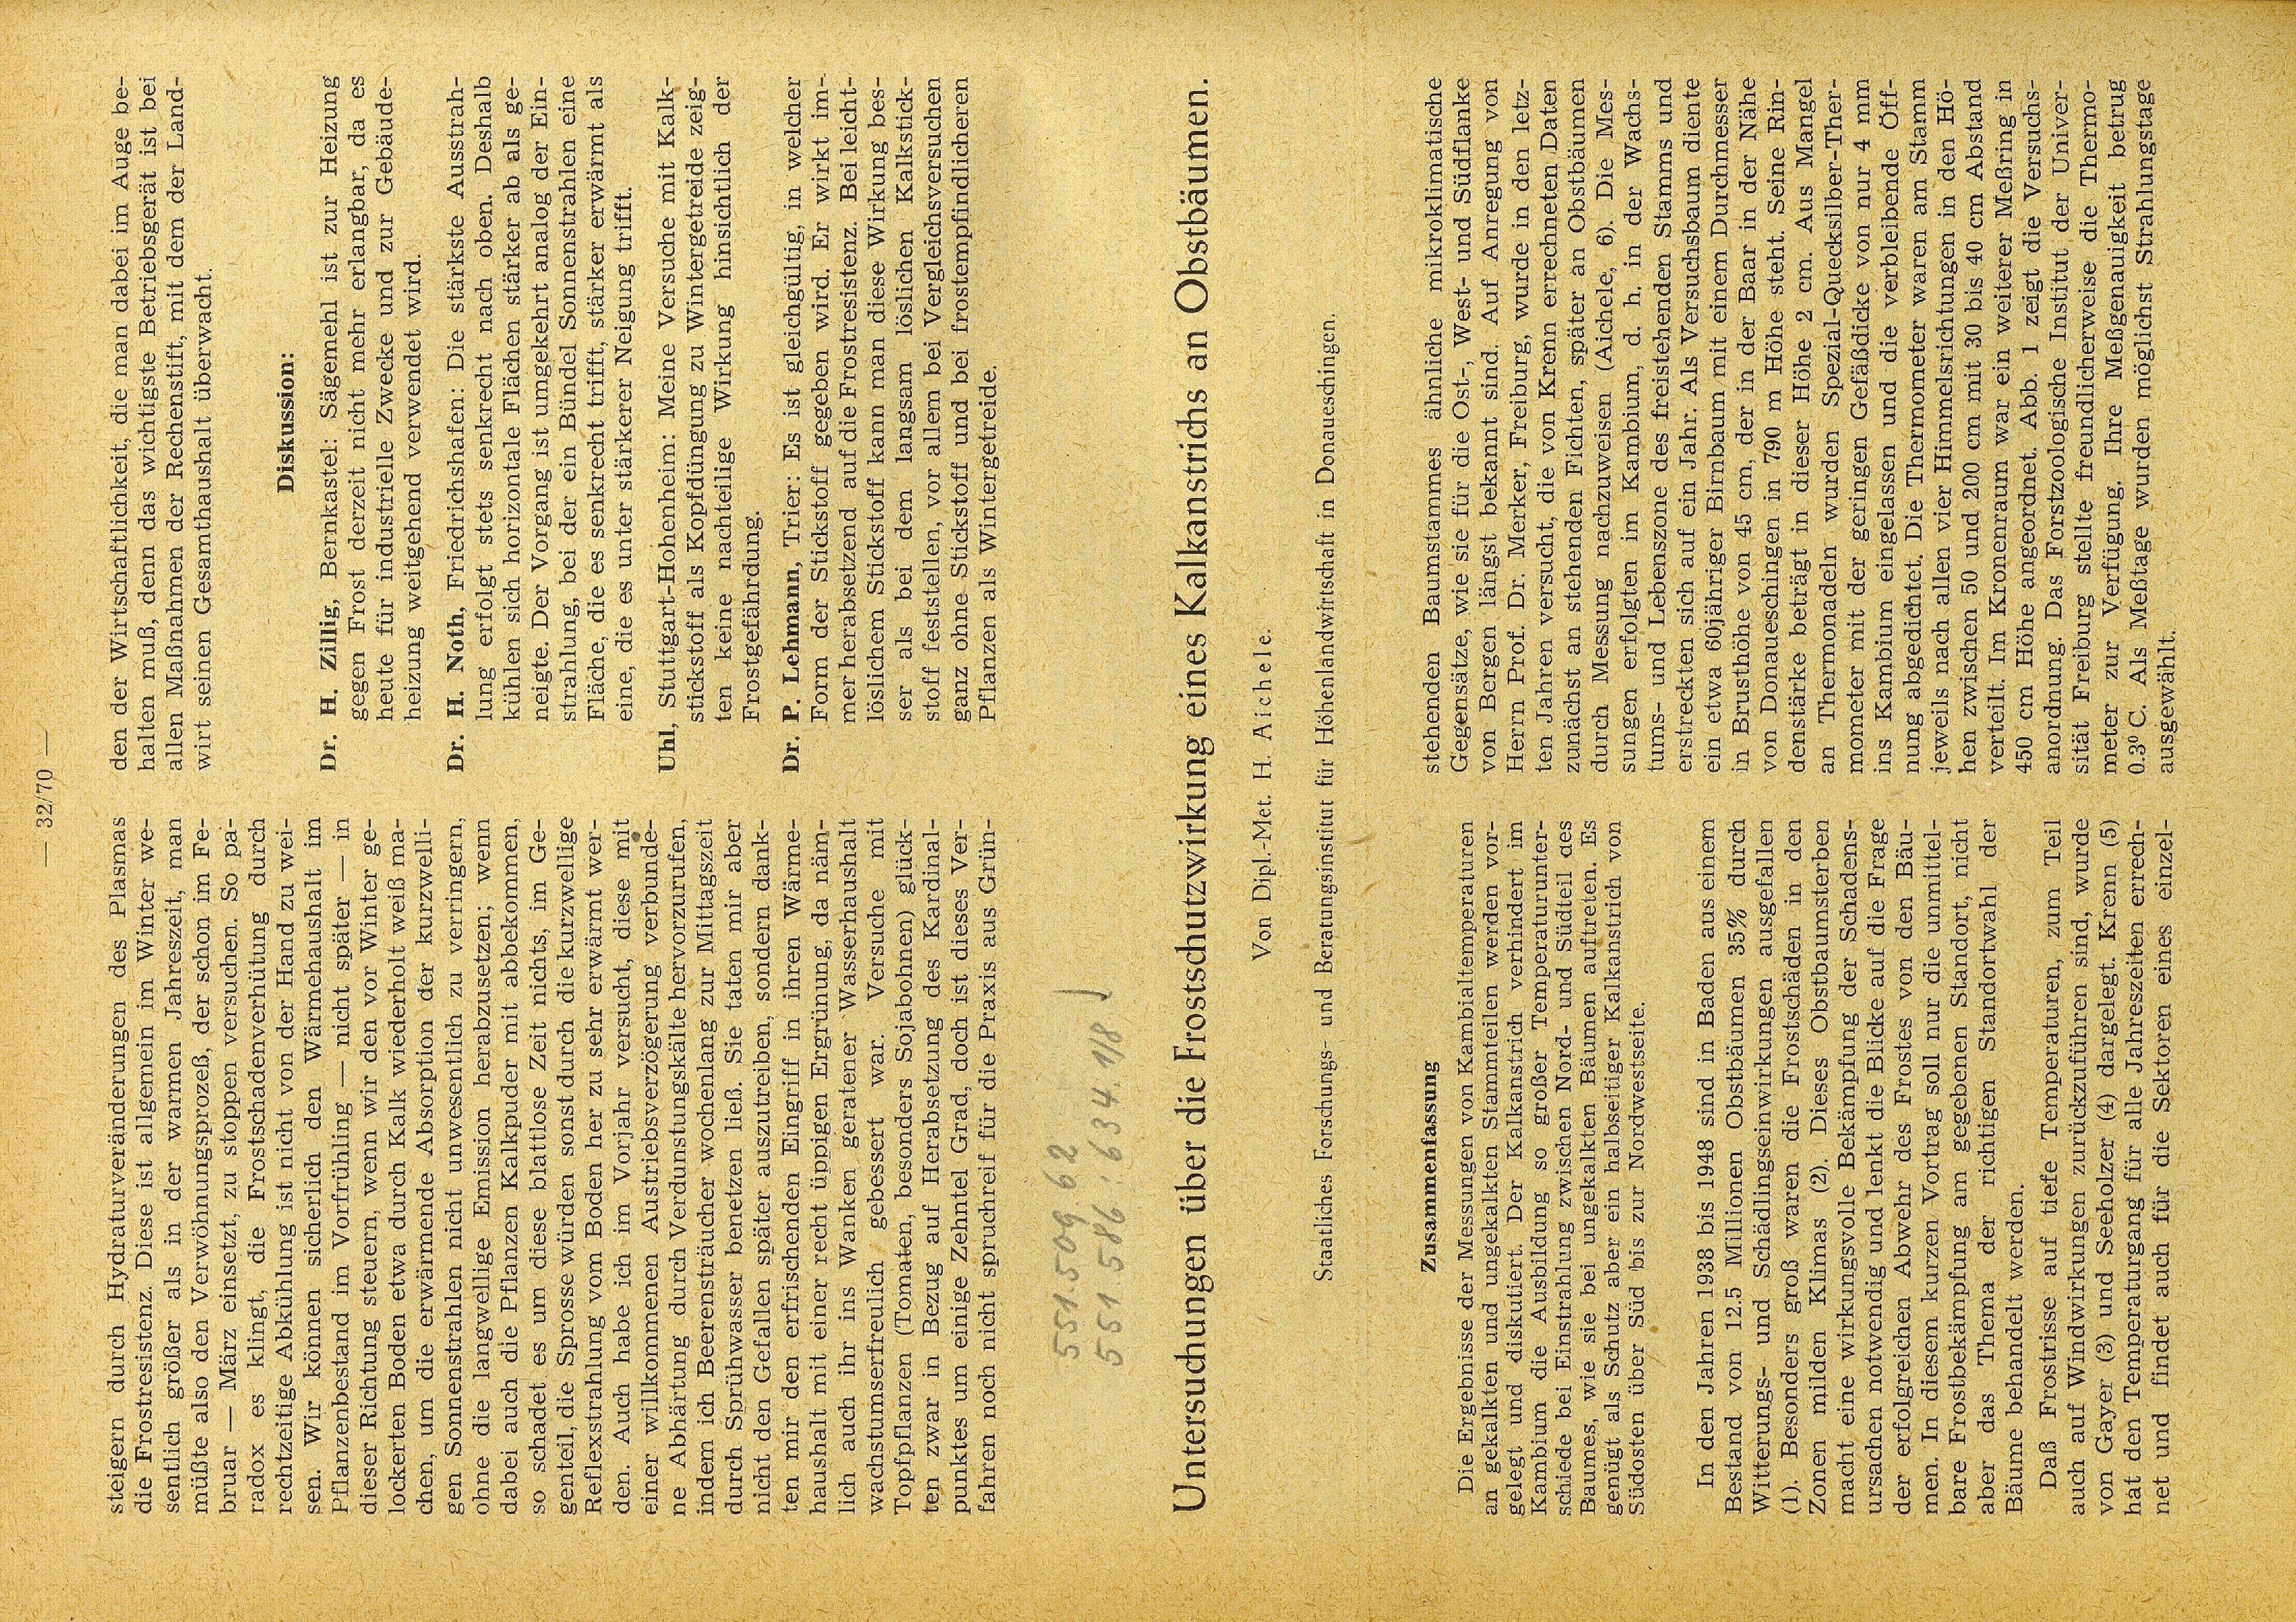 — 32/70 —
steigern durch Hydraturveränderungen des Plasmas
die Frostresistenz. Diese ist allgemein im Winter we-
sentlich größer als in der warmen Jahreszeit, man
müßte also den Verwöhnungsprozeß, der schon im Fe-
bruar — März einsetzt, zu stoppen versuchen. So pa-
radox es klingt, die Frostschadenverhütung durch
rechtzeitige Abkühlung ist nicht von der Hand zu wei-
sen. Wir können sicherlich den Wärmehaushalt im
Pflanzenbestand im Vorfrühling — nicht später — in
dieser Richtung steuern, wenn wir den vor Winter ge-
lockerten Boden etwa durch Kalk wiederholt weiß ma-
chen, um die erwärmende Absorption der kurzwelli-
gen Sonnenstrahlen nicht unwesentlich zu verringern,
ohne die langwellige Emission herabzusetzen; wenn
dabei auch die Pflanzen Kalkpuder mit abbekommen,
so schadet es um diese blattlose Zeit nichts, im Ge-
genteil, die Sprosse würden sonst durch die kurzwellige
Reflexstrahlung vom Boden her zu sehr erwärmt wer-
den. Auch habe ich im Vorjahr versucht, diese mit
einer willkommenen Austriebsverzögerung verbunde-
ne Abhärtung durch Verdunstungskälte hervorzurufen,
indem ich Beerensträucher wochenlang zur Mittagszeit
durch Sprühwasser benetzen ließ. Sie taten mir aber
nicht den Gefallen später auszutreiben, sondern dank-
ten mir den erfrischenden Eingriff in ihren Wärme-
haushalt mit einer recht üppigen Ergrünung, da näm-
lich auch ihr ins Wanken geratener Wasserhaushalt
wachstumserfreulich gebessert war. Versuche mit
Topfpflanzen (Tomaten, besonders Sojabohnen) glück-
ten zwar in Bezug auf Herabsetzung des Kardinal-
punktes um einige Zehntel Grad, doch ist dieses Ver-
fahren noch nicht spruchreif für die Praxis aus Grün-
den der Wirtschaftlichkeit, die man dabei im Auge be-
halten muß, denn das wichtigste Betriebsgerät ist bei
allen Maßnahmen der Rechenstift, mit dem der Land-
wirt seinen Gesamthaushalt überwacht.
Diskussion:
Dr. H. Zillig, Bernkastel: Sägemehl ist zur Heizung
gegen Frost derzeit nicht mehr erlangbar, da es
heute für industrielle Zwecke und zur Gebäude-
heizung weitgehend verwendet wird.
Dr. H. Noth, Friedrichshafen: Die stärkste Ausstrah-
lung erfolgt stets senkrecht nach oben. Deshalb
kühlen sich horizontale Flächen stärker ab als ge-
neigte. Der Vorgang ist umgekehrt analog der Ein-
strahlung, bei der ein Bündel Sonnenstrahlen eine
Fläche, die es senkrecht trifft, stärker erwärmt als
eine, die es unter stärkerer Neigung trifft.
Uhl, Stuttgart-Hohenheim: Meine Versuche mit Kalk-
stickstoff als Kopfdüngung zu Wintergetreide zeig-
ten keine nachteilige Wirkung hinsichtlich der
Frostgefährdung.
Dr. P. Lehmann, Trier: Es ist gleichgültig, in welcher
Form der Stickstoff gegeben wird. Er wirkt im-
mer herabsetzend auf die Frostresistenz. Bei leicht-
löslichem Stickstoff kann man diese Wirkung bes-
ser als bei dem langsam löslichen Kalkstick-
stoff feststellen, vor allem bei Vergleichsversuchen
ganz ohne Stickstoff und bei frostempfindlicheren
Pflanzen als Wintergetreide.
551.509.62
551.586:634.1/8
Untersuchungen über die Frostschutzwirkung eines Kalkanstrichs an Obstbäumen.
Von Dipl.-Met. H. Aichele.
Staatliches Forschungs- und Beratungsinstitut für Höhenlandwirtschaft in Donaueschingen.
Zusammenfassung
Die Ergebnisse der Messungen von Kambialtemperaturen
an gekalkten und ungekalkten Stammteilen werden vor-
gelegt und diskutiert. Der Kalkanstrich verhindert im
Kambium die Ausbildung so großer Temperaturunter-
schiede bei Einstrahlung zwischen Nord- und Südteil des
Baumes, wie sie bei ungekalkten Bäumen auftreten. Es
genügt als Schutz aber ein halbseitiger Kalkanstrich von
Südosten über Süd bis zur Nordwestseite.
In den Jahren 1938 bis 1948 sind in Baden aus einem
Bestand von 12.5 Millionen Obstbäumen 35% durch
Witterungs- und Schädlingseinwirkungen ausgefallen
(1). Besonders groß waren die Frostschäden in den
Zonen milden Klimas (2). Dieses Obstbaumsterben
macht eine wirkungsvolle Bekämpfung der Schadens-
ursachen notwendig und lenkt die Blicke auf die Frage
der erfolgreichen Abwehr des Frostes von den Bäu-
men. In diesem kurzen Vortrag soll nur die unmittel-
bare Frostbekämpfung am gegebenen Standort, nicht
aber das Thema der richtigen Standortwahl der
Bäume behandelt werden.
Daß Frostrisse auf tiefe Temperaturen, zum Teil
auch auf Windwirkungen zurückzuführen sind, wurde
von Gayer (3) und Seeholzer (4) dargelegt. Krenn (5)
hat den Temperaturgang für alle Jahreszeiten errech-
net und findet auch für die Sektoren eines einzel-
stehenden Baumstammes ähnliche mikroklimatische
Gegensätze, wie sie für die Ost-, West- und Südflanke
von Bergen längst bekannt sind. Auf Anregung von
Herrn Prof. Dr. Merker, Freiburg, wurde in den letz-
ten Jahren versucht, die von Krenn errechneten Daten
zunächst an stehenden Fichten, später an Obstbäumen
durch Messung nachzuweisen (Aichele, 6). Die Mes-
sungen erfolgten im Kambium, d. h. in der Wachs-
tums- und Lebenszone des freistehenden Stamms und
erstreckten sich auf ein Jahr. Als Versuchsbaum diente
ein etwa 60jähriger Birnbaum mit einem Durchmesser
in Brusthöhe von 45 cm, der in der Baar in der Nähe
von Donaueschingen in 790 m Höhe steht. Seine Rin-
denstärke beträgt in dieser Höhe 2 cm. Aus Mangel
an Thermonadeln wurden Spezial-Quecksilber-Ther-
mometer mit der geringen Gefäßdicke von nur 4 mm
ins Kambium eingelassen und die verbleibende Öff-
nung abgedichtet. Die Thermometer waren am Stamm
jeweils nach allen vier Himmelsrichtungen in den Hö-
hen zwischen 50 und 200 cm mit 30 bis 40 cm Abstand
verteilt. Im Kronenraum war ein weiterer Meßring in
450 cm Höhe angeordnet. Abb. 1 zeigt die Versuchs-
anordnung. Das Forstzoologische Institut der Univer-
sität Freiburg stellte freundlicherweise die Thermo-
meter zur Verfügung. Ihre Meßgenauigkeit betrug
0.3⁰ C. Als Meßtage wurden möglichst Strahlungstage
ausgewählt.